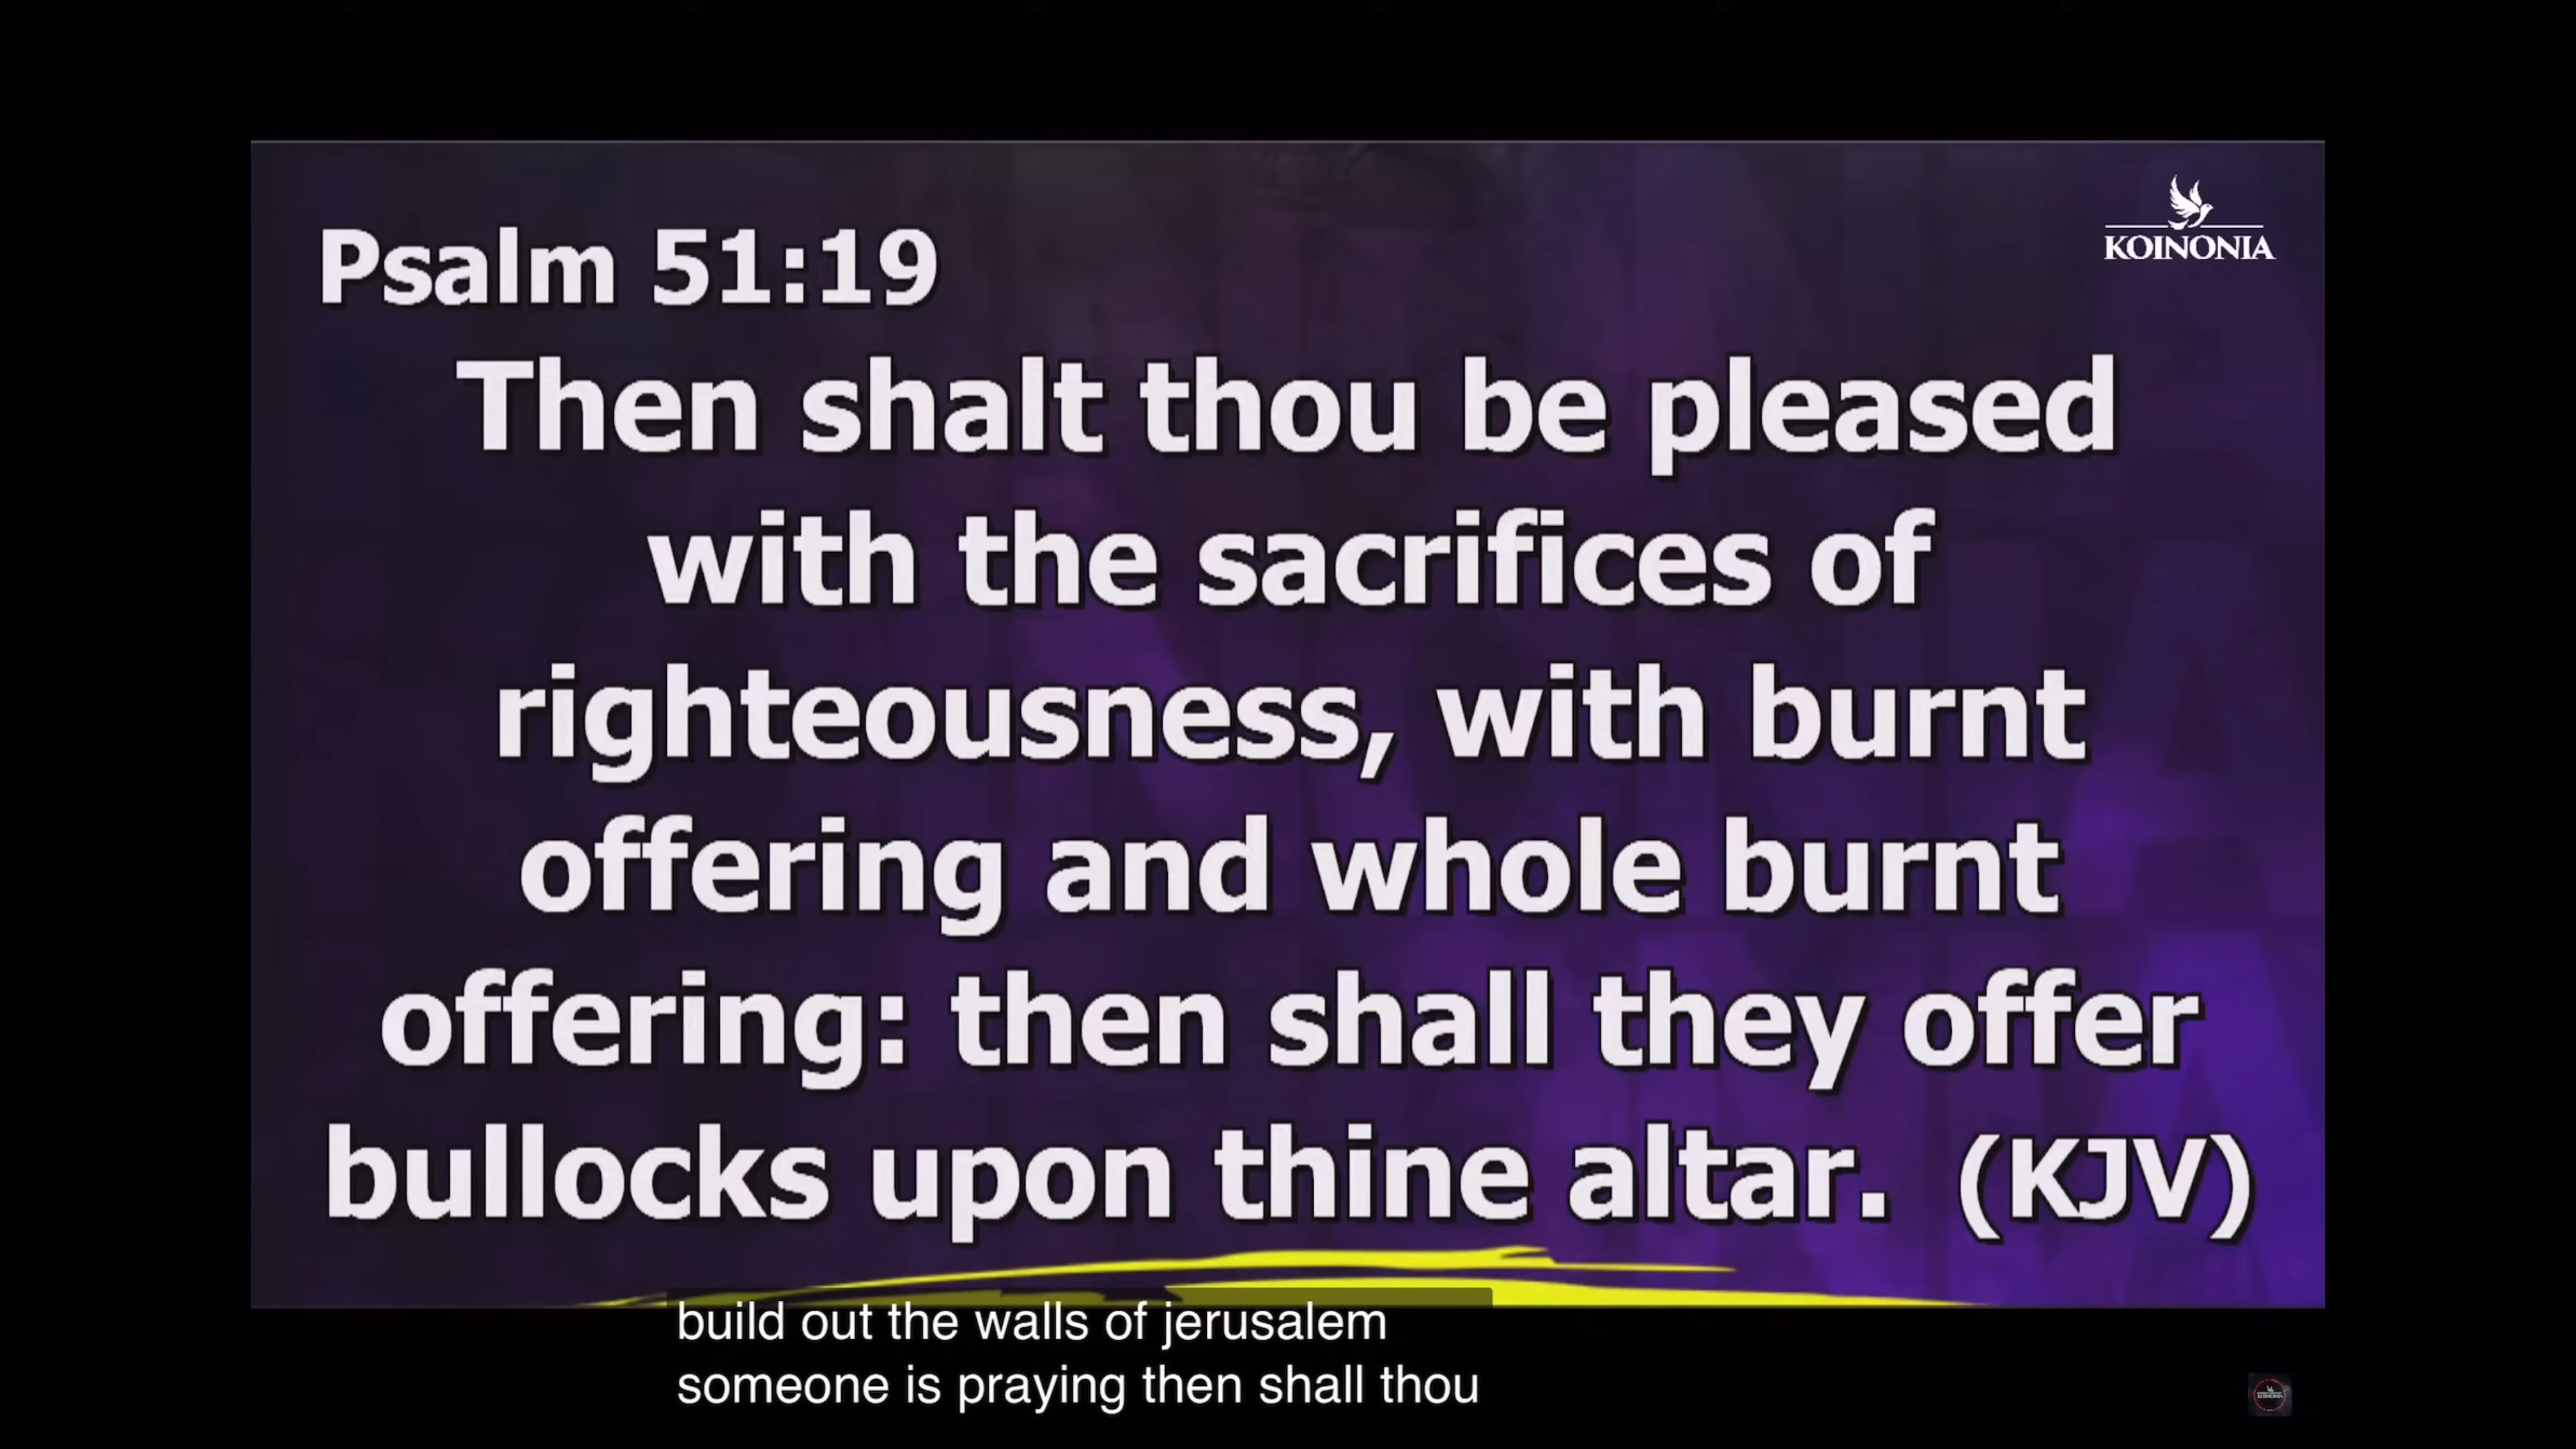 KOINONIA
Psalm 51:19
Then shalt thou be pleased
with the sacrifices of
righteousness, with burnt
offering and whole burnt
offering: then shall they offer
bullocks upon thine altar. (KJV)
build out the walls of jerusalem
someone is praying then shall thou